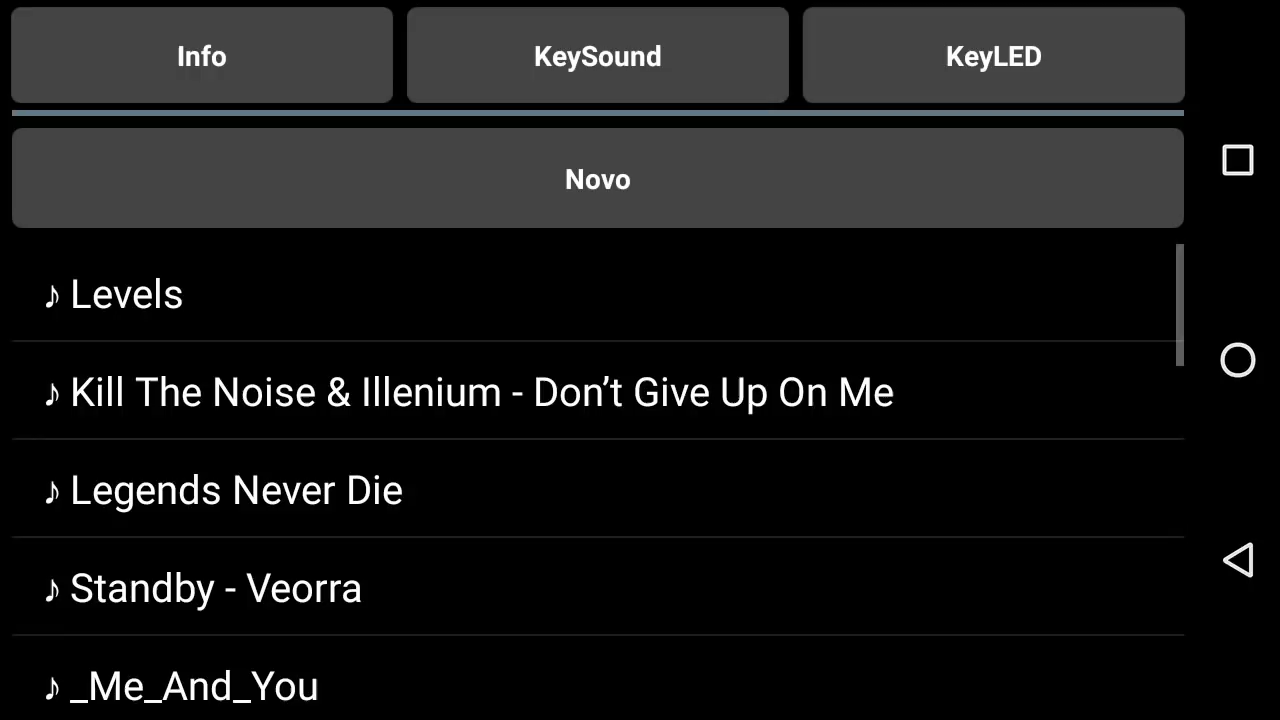 Info
KeySound
KeyLED
Novo
♪ Levels
♪ Kill The Noise & Illenium - Don’t Give Up On Me
♪ Legends Never Die
♪ Standby - Veorra
♪ _Me_And_You